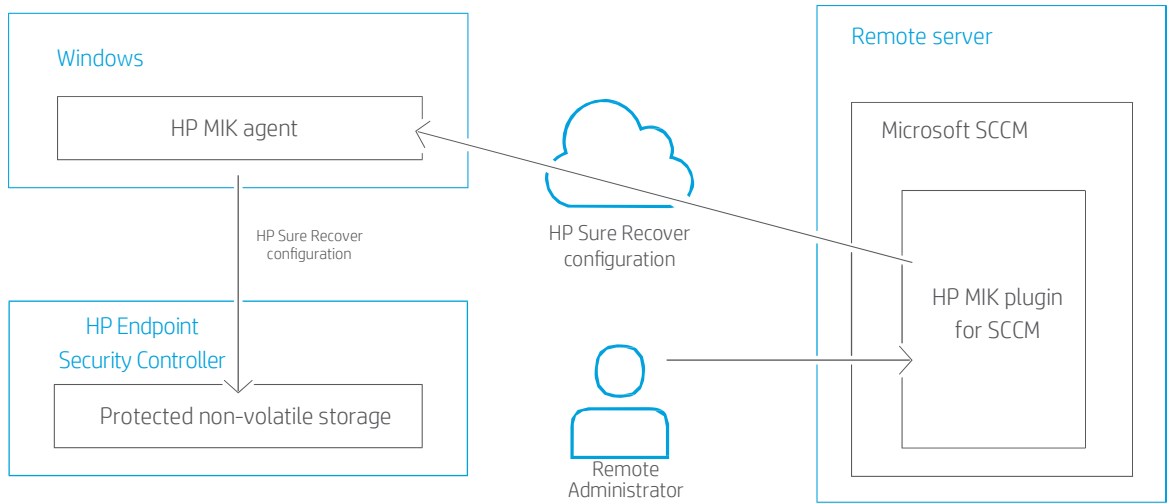 Windows
HP MIK agent
HP Sure Recover
configuration
HP Endpoint
Security Controller
Protected non-volatile storage
HP Sure Recover
configuration
Remote
Administrator
Remote server
Microsoft SCCM
HP MIK plugin
for SCCM